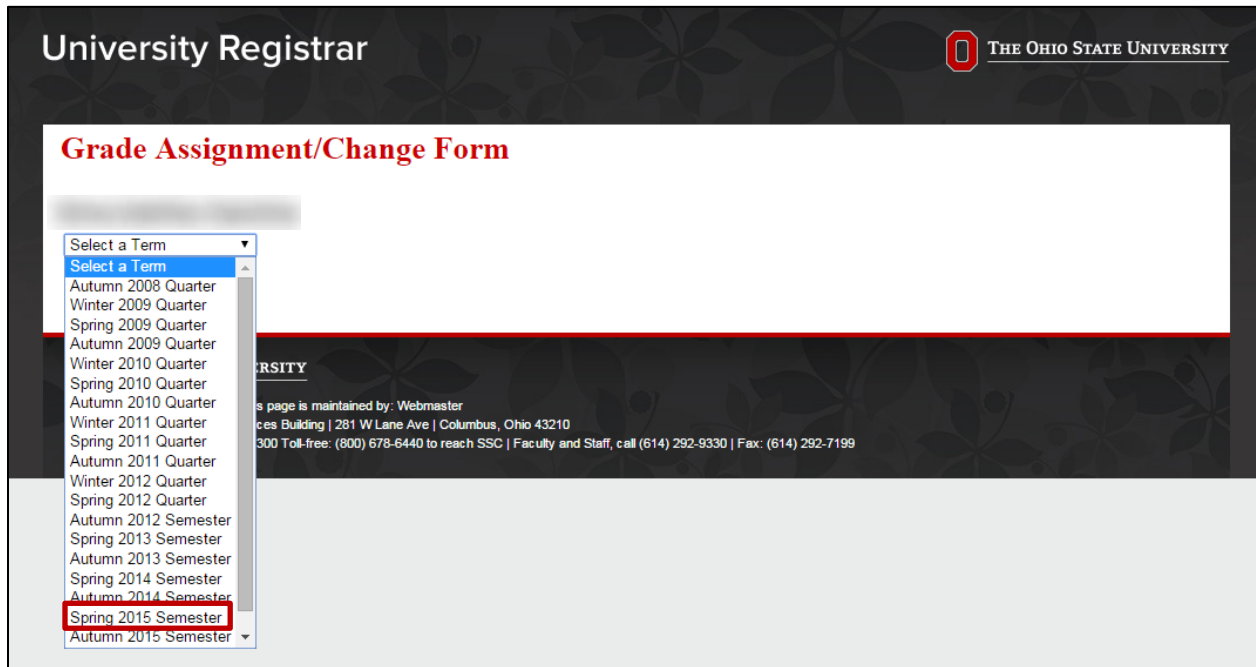 University Registrar
THE OHIO STATE UNIVERSITY
Grade Assignment/Change Form
Select a Term
Select a Term
Autumn 2008 Quarter
Winter 2009 Quarter
Spring 2009 Quarter
Autumn 2009 Quarter
Winter 2010 Quarter
Spring 2010 Quarter
Autumn 2010 Quarter
Winter 2011 Quarter
Spring 2011 Quarter
Autumn 2011 Quarter
Winter 2012 Quarter
Spring 2012 Quarter
Autumn 2012 Semester
Spring 2013 Semester
Autumn 2013 Semester
Spring 2014 Semester
Autumn 2014 Semester
Spring 2015 Semester
Autumn 2015 Semester
ERSITY
s page is maintained by: Webmaster
ces Building | 281 W Lane Ave | Columbus, Ohio 43210
300 Toll-free: (800) 678-6440 to reach SSC | Faculty and Staff, call (614) 292-9330 | Fax: (614) 292-7199